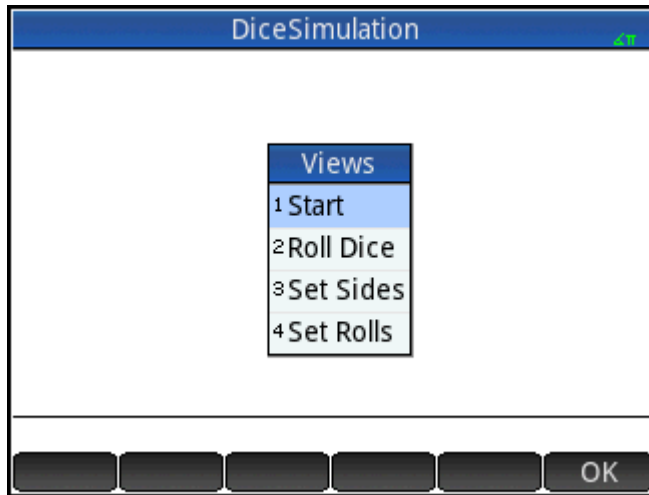 DiceSimulation
∠π
Views
1 Start
2 Roll Dice
3 Set Sides
4 Set Rolls
OK